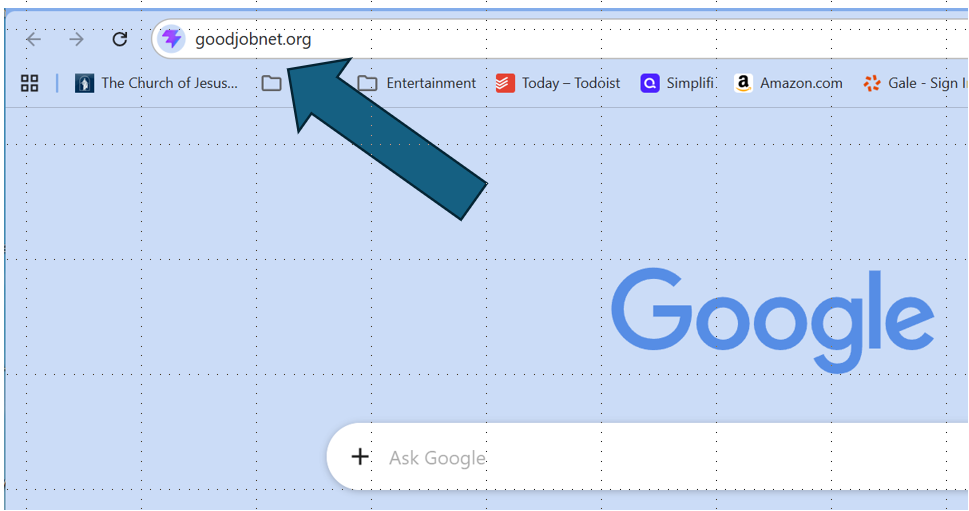 goodjobnet.org
The Church of Jesus... Entertainment Today – Todoist Simplifi Amazon.com Gale - Sign
Google
Ask Google